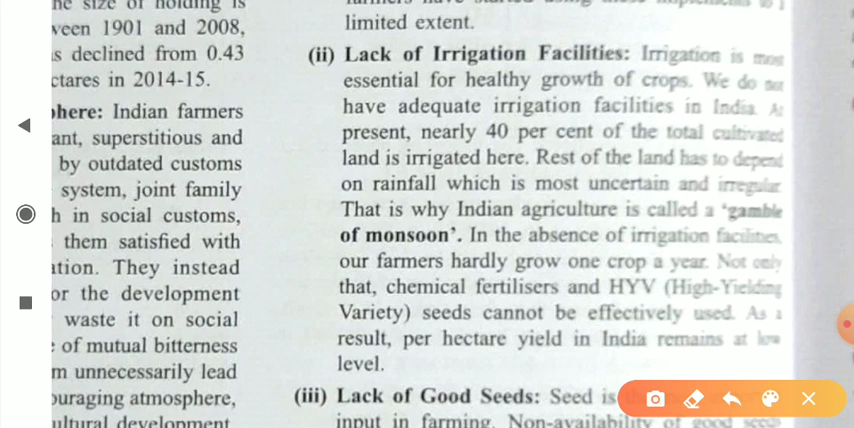 he size of holding is
veen 1901 and 2008,
s declined from 0.43
ctares in 2014-15.
here: Indian farmers
ant, superstitious and
by outdated customs
system, joint family
h in social customs,
them satisfied with
ation. They instead
or the development
waste it on social
of mutual bitterness
m unnecessarily lead
ouraging atmosphere,
ultural development
limited extent.
(ii) Lack of Irrigation Facilities: Irrigation is most
essential for healthy growth of crops. We do not
have adequate irrigation facilities in India. At
present, nearly 40 per cent of the total cultivated
land is irrigated here. Rest of the land has to depend
on rainfall which is most uncertain and irregular.
That is why Indian agriculture is called a ‘gamble
of monsoon’. In the absence of irrigation facilities,
our farmers hardly grow one crop a year. Not only
that, chemical fertilisers and HYV (High-Yielding
Variety) seeds cannot be effectively used. As a
result, per hectare yield in India remains at low
level.
(iii) Lack of Good Seeds: Seed is
input in farming. Non-availability of good seeds